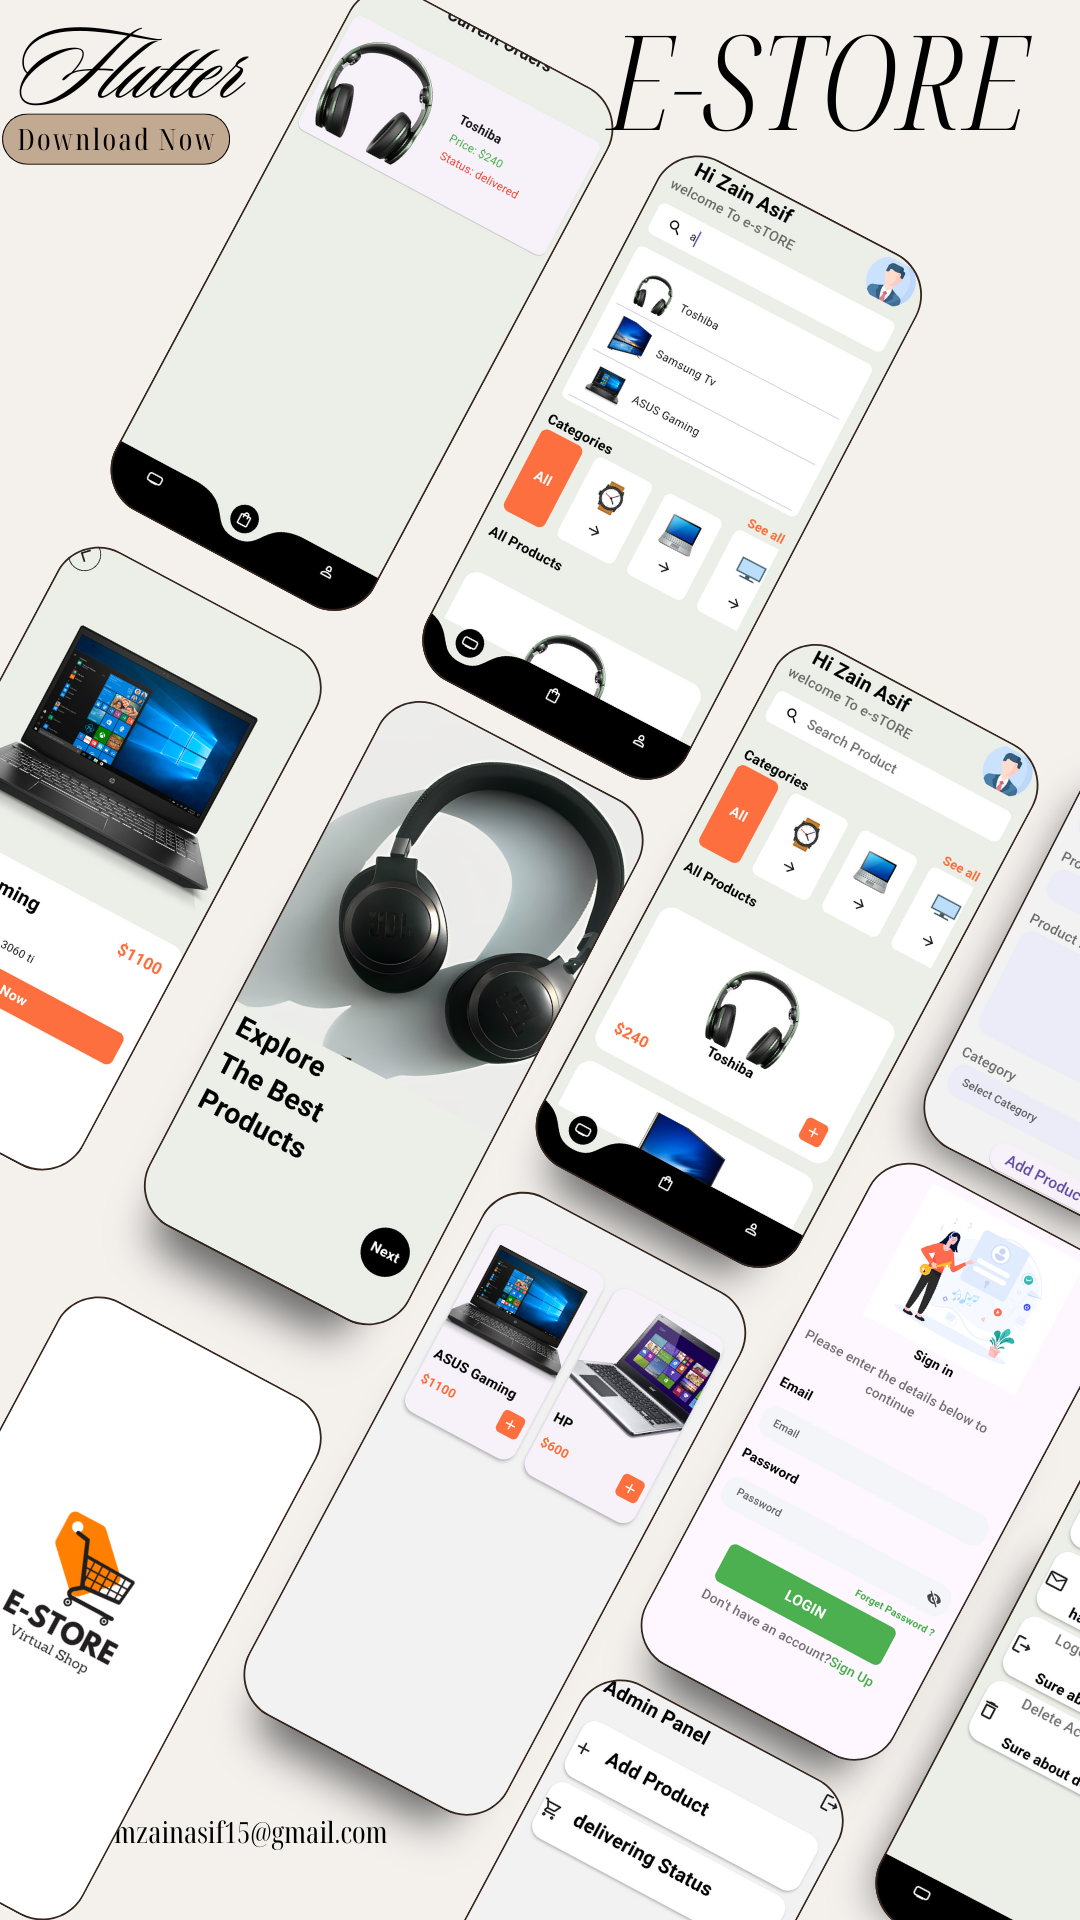 Flutter
Download Now
E-STORE
Current Orders
Toshiba
Price: $240
Status: delivered
Hi Zain Asif
welcome To e-sTORE
a
Toshiba
Samsung Tv
ASUS Gaming
Categories
All
See all
All Products
ming
3060 ti
$1100
Now
JBL
JBL
Explore
The Best
Products
Next
Hi Zain Asif
welcome To e-sTORE
Search Product
Categories
All
See all
All Products
$240
Toshiba
Pro
Product
Category
Select Category
Add Produc
ASUS Gaming
$1100
HP
$600
Sign in
Please enter the details below to
continue
Email
Email
Password
Password
Forget Password ?
LOGIN
Don't have an account?Sign Up
E-STORE
Virtual Shop
Admin Panel
Add Product
delivering Status
ha
Logo
Sure ab
Delete Ac
Sure about d
mzainasif15@gmail.com